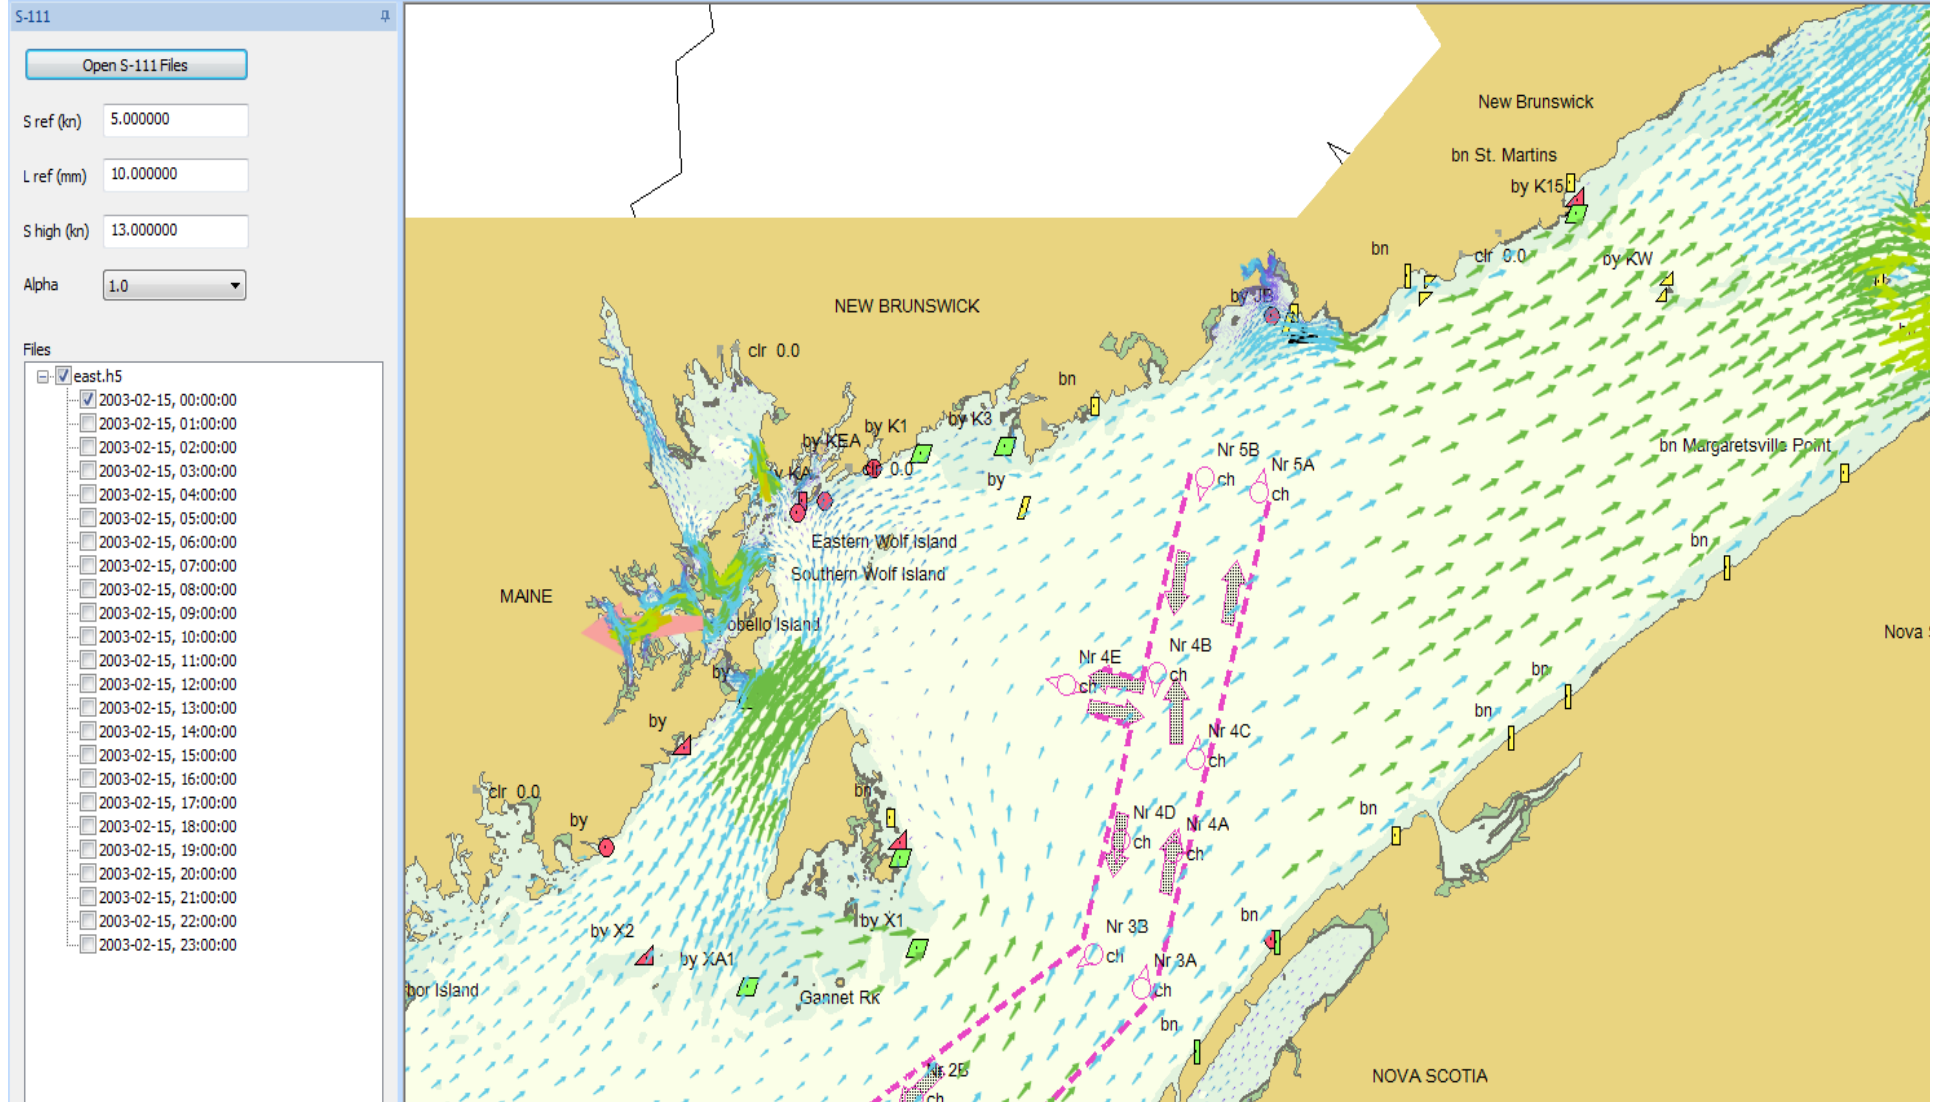 S-111
Open S-111 Files
S ref (kn) 5.000000
L ref (mm) 10.000000
S high (kn) 13.000000
Alpha 1.0
Files
east.h5
2003-02-15, 00:00:00
2003-02-15, 01:00:00
2003-02-15, 02:00:00
2003-02-15, 03:00:00
2003-02-15, 04:00:00
2003-02-15, 05:00:00
2003-02-15, 06:00:00
2003-02-15, 07:00:00
2003-02-15, 08:00:00
2003-02-15, 09:00:00
2003-02-15, 10:00:00
2003-02-15, 11:00:00
2003-02-15, 12:00:00
2003-02-15, 13:00:00
2003-02-15, 14:00:00
2003-02-15, 15:00:00
2003-02-15, 16:00:00
2003-02-15, 17:00:00
2003-02-15, 18:00:00
2003-02-15, 19:00:00
2003-02-15, 20:00:00
2003-02-15, 21:00:00
2003-02-15, 22:00:00
2003-02-15, 23:00:00
New Brunswick
bn St. Martins
by K15
bn
clr 0.0
by KW
by JB
NEW BRUNSWICK
clr 0.0
bn
by K3
by K1
by KEA
y KA
clr 0.0
by
Nr 5B
ch
Nr 5A
ch
bn Margaretsville Point
bn
Eastern Wolf Island
Southern Wolf Island
MAINE
obello Island
Nova
Nr 4B
ch
Nr 4E
ch
by
bn
bn
by
Nr 4C
ch
clr 0.0
bn
by
bn
Nr 4D
ch
Nr 4A
ch
by X1
bn
by X2
by XA1
Nr 3B
ch
Nr 3A
ch
bor Island
Gannet Rk
bn
Nr 2B
ch
NOVA SCOTIA